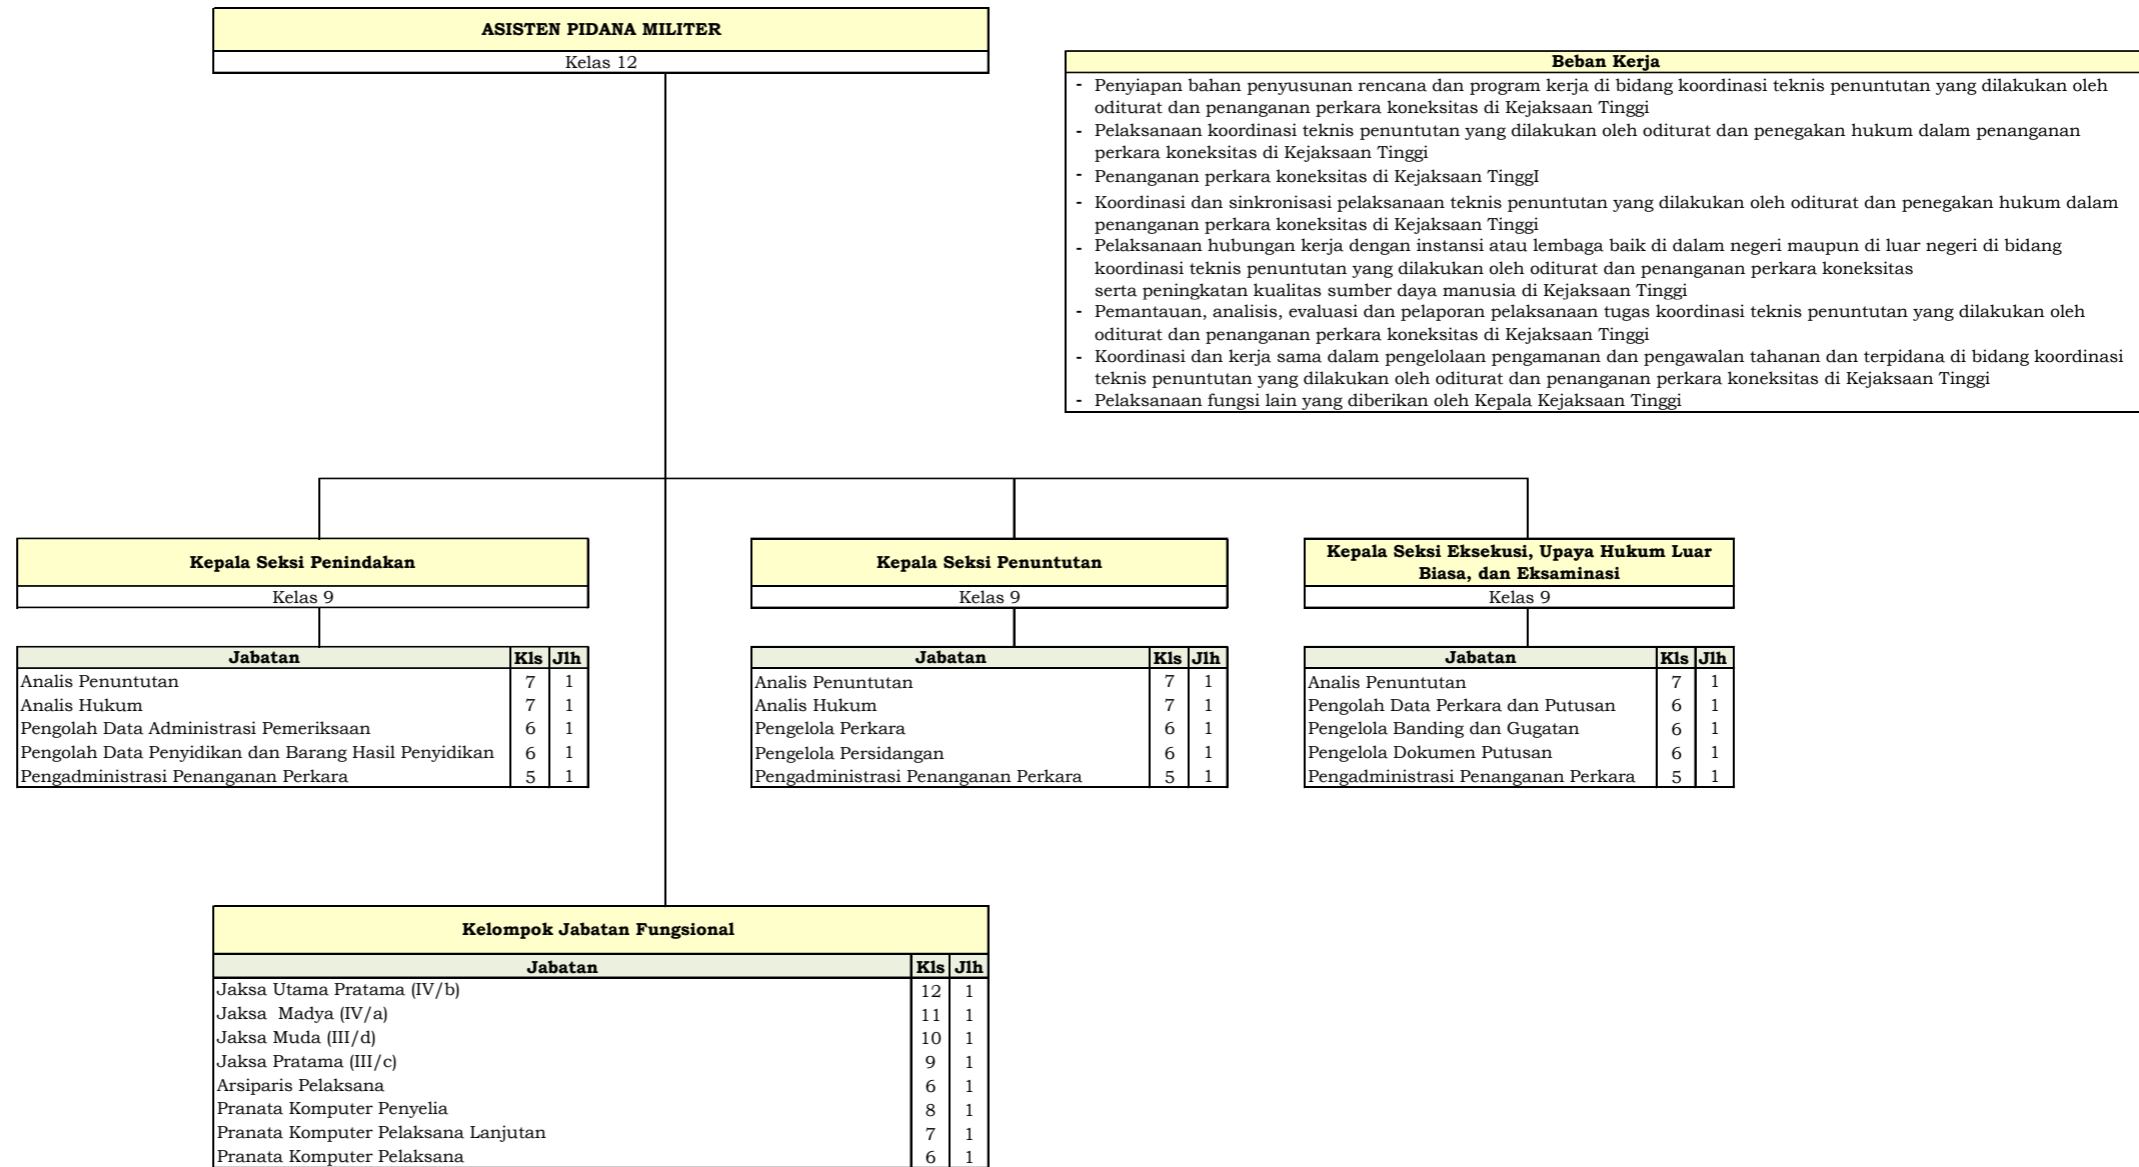 ASISTEN PIDANA MILITER
Kelas 12
Beban Kerja
- Penyiapan bahan penyusunan rencana dan program kerja di bidang koordinasi teknis penuntutan yang dilakukan oleh
oditurat dan penanganan perkara koneksitas di Kejaksaan Tinggi
- Pelaksanaan koordinasi teknis penuntutan yang dilakukan oleh oditurat dan penegakan hukum dalam penanganan
perkara koneksitas di Kejaksaan Tinggi
- Penanganan perkara koneksitas di Kejaksaan TinggI
- Koordinasi dan sinkronisasi pelaksanaan teknis penuntutan yang dilakukan oleh oditurat dan penegakan hukum dalam
penanganan perkara koneksitas di Kejaksaan Tinggi
- Pelaksanaan hubungan kerja dengan instansi atau lembaga baik di dalam negeri maupun di luar negeri di bidang
koordinasi teknis penuntutan yang dilakukan oleh oditurat dan penanganan perkara koneksitas
serta peningkatan kualitas sumber daya manusia di Kejaksaan Tinggi
- Pemantauan, analisis, evaluasi dan pelaporan pelaksanaan tugas koordinasi teknis penuntutan yang dilakukan oleh
oditurat dan penanganan perkara koneksitas di Kejaksaan Tinggi
- Koordinasi dan kerja sama dalam pengelolaan pengamanan dan pengawalan tahanan dan terpidana di bidang koordinasi
teknis penuntutan yang dilakukan oleh oditurat dan penanganan perkara koneksitas di Kejaksaan Tinggi
- Pelaksanaan fungsi lain yang diberikan oleh Kepala Kejaksaan Tinggi
Kepala Seksi Penindakan
Kelas 9
Jabatan Kls Jlh
Analis Penuntutan 7 1
Analis Hukum 7 1
Pengolah Data Administrasi Pemeriksaan 6 1
Pengolah Data Penyidikan dan Barang Hasil Penyidikan 6 1
Pengadministrasi Penanganan Perkara 5 1
Kepala Seksi Penuntutan
Kelas 9
Jabatan Kls Jlh
Analis Penuntutan 7 1
Analis Hukum 7 1
Pengelola Perkara 6 1
Pengelola Persidangan 6 1
Pengadministrasi Penanganan Perkara 5 1
Kepala Seksi Eksekusi, Upaya Hukum Luar
Biasa, dan Eksaminasi
Kelas 9
Jabatan Kls Jlh
Analis Penuntutan 7 1
Pengolah Data Perkara dan Putusan 6 1
Pengelola Banding dan Gugatan 6 1
Pengelola Dokumen Putusan 6 1
Pengadministrasi Penanganan Perkara 5 1
Kelompok Jabatan Fungsional
Jabatan Kls Jlh
Jaksa Utama Pratama (IV/b) 12 1
Jaksa  Madya (IV/a) 11 1
Jaksa Muda (III/d) 10 1
Jaksa Pratama (III/c) 9 1
Arsiparis Pelaksana 6 1
Pranata Komputer Penyelia 8 1
Pranata Komputer Pelaksana Lanjutan 7 1
Pranata Komputer Pelaksana 6 1